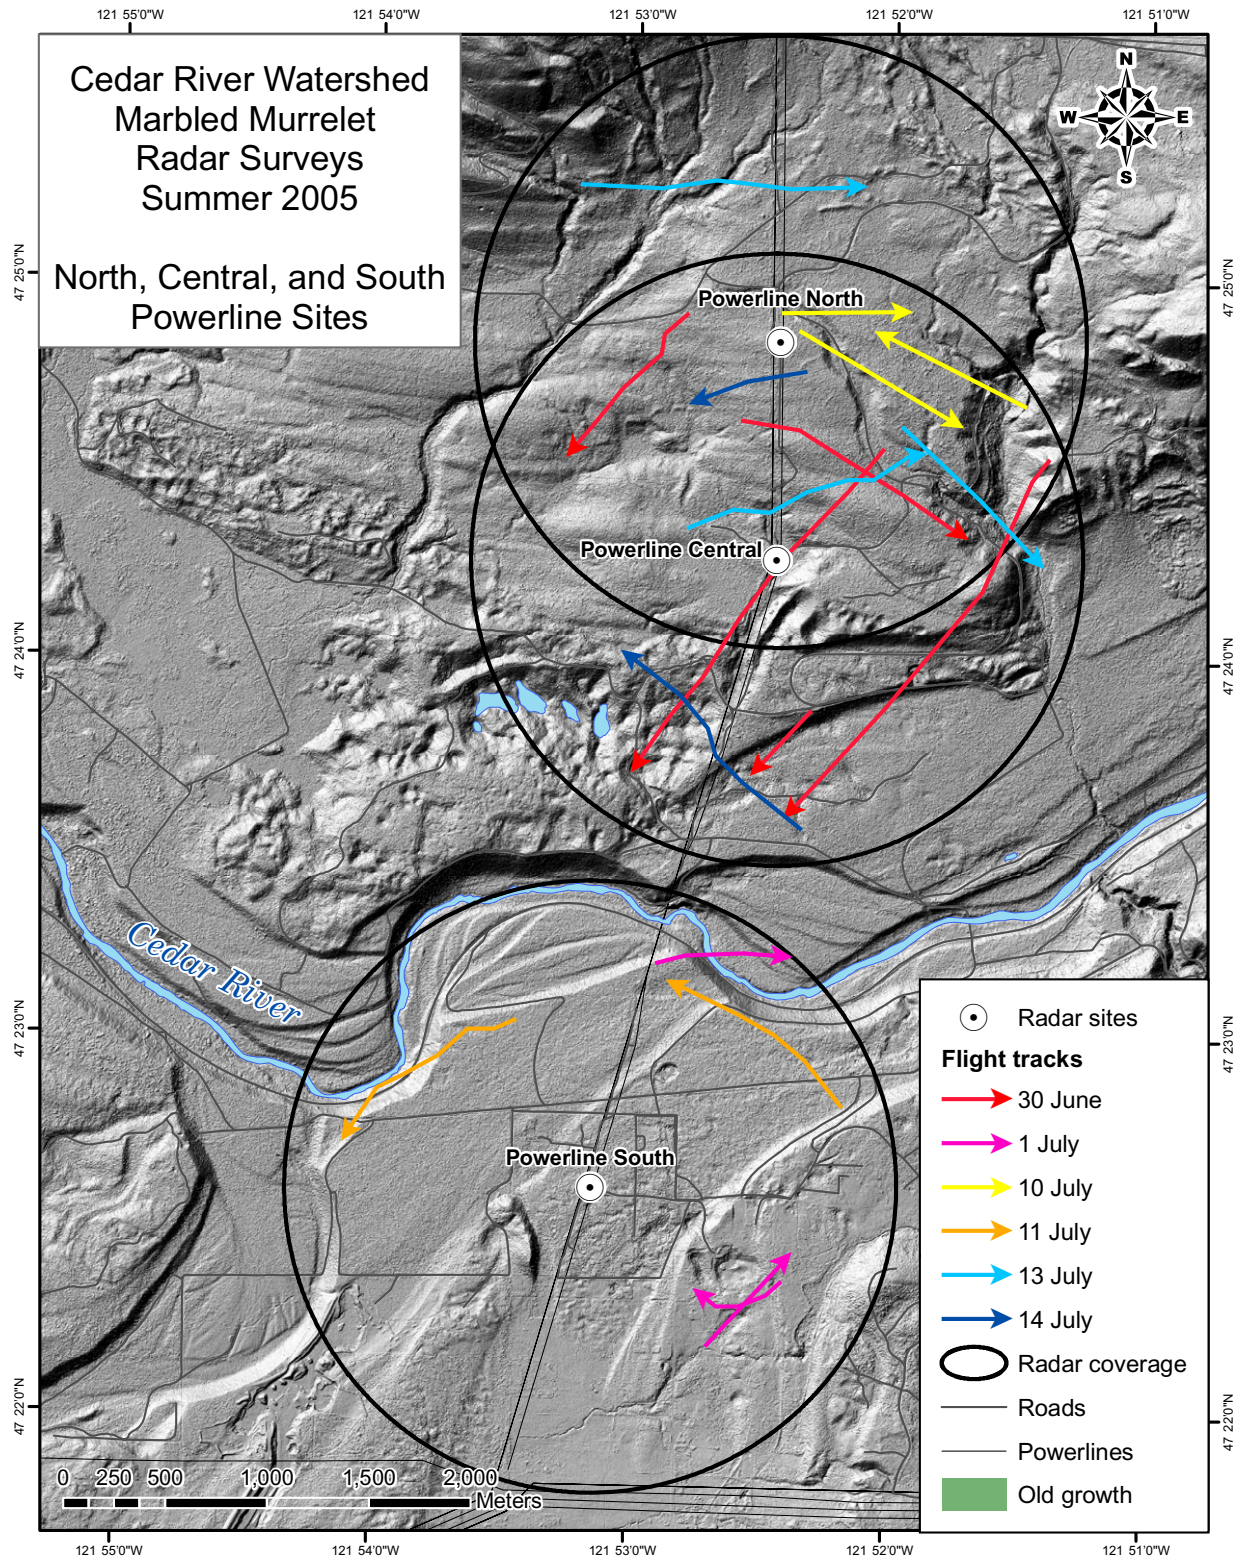 121 55'0"W
121 54'0"W
121 53'0"W
121 52'0"W
121 51'0"W
Cedar River Watershed
Marbled Murrelet
Radar Surveys
Summer 2005
North, Central, and South
Powerline Sites
N
W
E
S
47 25'0"N
47 25'0"N
Powerline North
Powerline Central
47 24'0"N
47 24'0"N
Cedar River
47 23'0"N
47 23'0"N
Powerline South
47 22'0"N
47 22'0"N
Radar sites
Flight tracks
30 June
1 July
10 July
11 July
13 July
14 July
Radar coverage
Roads
Powerlines
Old growth
0 250 500 1,000 1,500 2,000
Meters
121 55'0"W
121 54'0"W
121 53'0"W
121 52'0"W
121 51'0"W